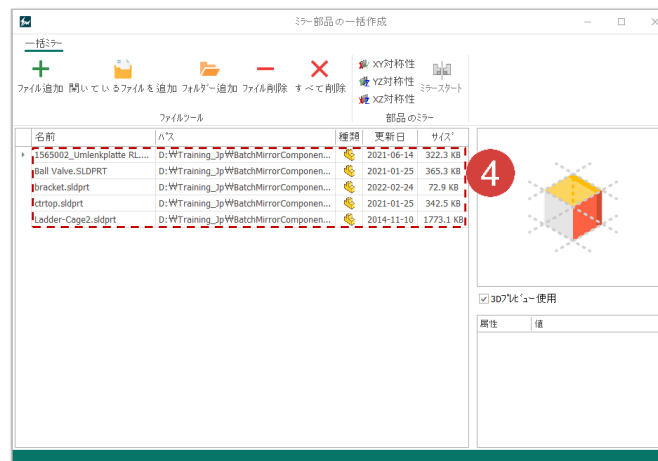 ミラー部品の一括作成
一括ミラー
ファイル追加 開いているファイルを追加 フォルダー追加 ファイル削除 すべて削除
XY対称性
YZ対称性
XZ対称性
ミラースタート
ファイルツール
部品のミラー
名前 パス 種類 更新日 サイズ
1565002_Umlenkplatte RL.... D:₩Training_Jp₩BatchMirrorComponen... 2021-06-14 322.3 KB
Ball Valve.SLDPRT D:₩Training_Jp₩BatchMirrorComponen... 2021-01-25 365.3 KB
bracket.sldprt D:₩Training_Jp₩BatchMirrorComponen... 2022-02-24 72.9 KB
ctrtop.sldprt D:₩Training_Jp₩BatchMirrorComponen... 2021-01-25 342.5 KB
Ladder-Cage2.sldprt D:₩Training_Jp₩BatchMirrorComponen... 2014-11-10 1773.1 KB
4
3Dプレビュー使用
属性 値